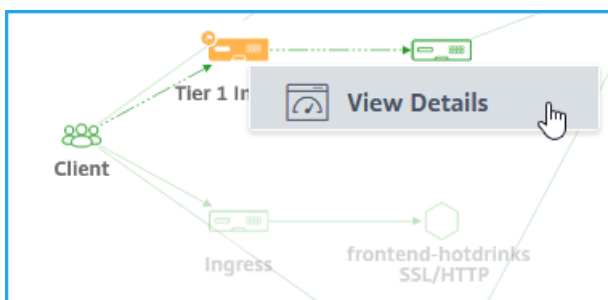 Tier 1 In
View Details
Client
Ingress
frontend-hotdrinks
SSL/HTTP